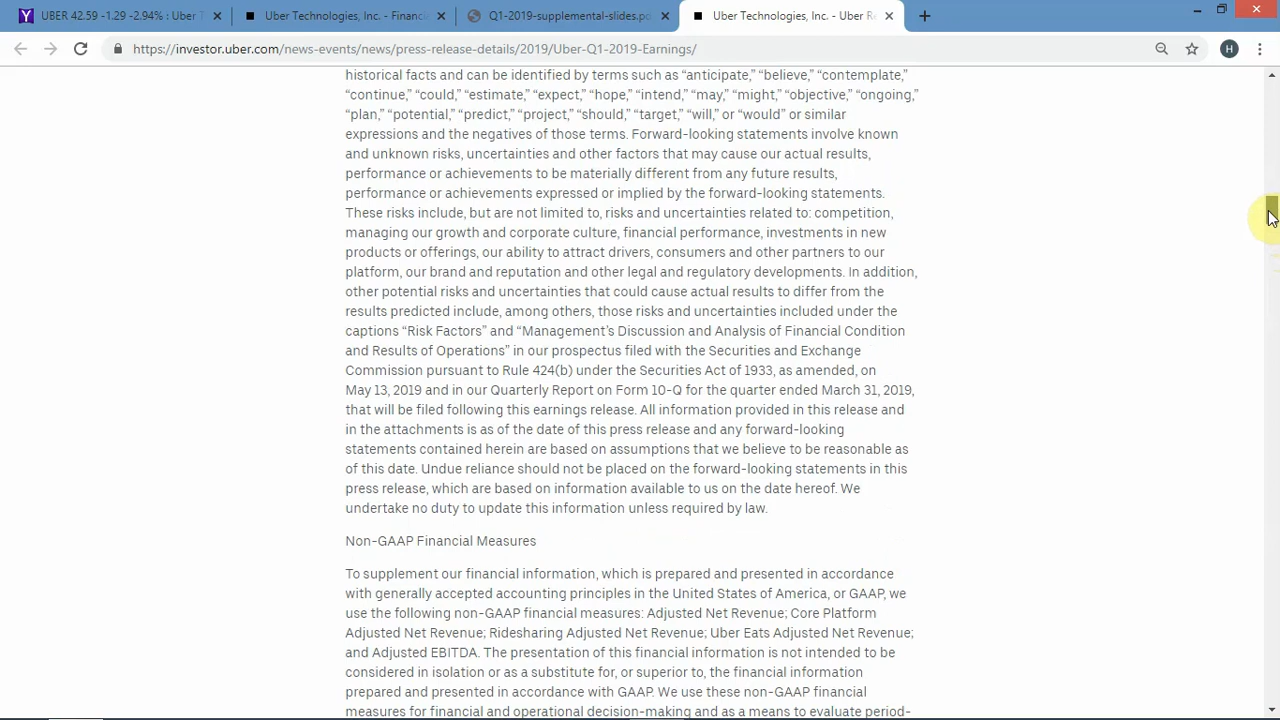 UBER 42.59 -1.29 -2.94% : Uber T
Uber Technologies, Inc. - Financi
Q1-2019-supplemental-slides.p
Uber Technologies, Inc. - Uber R
https://investor.uber.com/news-events/news/press-release-details/2019/Uber-Q1-2019-Earnings/
H
historical facts and can be identified by terms such as “anticipate,” “believe,” “contemplate,”
“continue,” “could,” “estimate,” “expect,” “hope,” “intend,” “may,” “might,” “objective,” “ongoing,”
“plan,” “potential,” “predict,” “project,” “should,” “target,” “will,” or “would” or similar
expressions and the negatives of those terms. Forward-looking statements involve known
and unknown risks, uncertainties and other factors that may cause our actual results,
performance or achievements to be materially different from any future results,
performance or achievements expressed or implied by the forward-looking statements.
These risks include, but are not limited to, risks and uncertainties related to: competition,
managing our growth and corporate culture, financial performance, investments in new
products or offerings, our ability to attract drivers, consumers and other partners to our
platform, our brand and reputation and other legal and regulatory developments. In addition,
other potential risks and uncertainties that could cause actual results to differ from the
results predicted include, among others, those risks and uncertainties included under the
captions “Risk Factors” and “Management’s Discussion and Analysis of Financial Condition
and Results of Operations” in our prospectus filed with the Securities and Exchange
Commission pursuant to Rule 424(b) under the Securities Act of 1933, as amended, on
May 13, 2019 and in our Quarterly Report on Form 10-Q for the quarter ended March 31, 2019,
that will be filed following this earnings release. All information provided in this release and
in the attachments is as of the date of this press release and any forward-looking
statements contained herein are based on assumptions that we believe to be reasonable as
of this date. Undue reliance should not be placed on the forward-looking statements in this
press release, which are based on information available to us on the date hereof. We
undertake no duty to update this information unless required by law.
Non-GAAP Financial Measures
To supplement our financial information, which is prepared and presented in accordance
with generally accepted accounting principles in the United States of America, or GAAP, we
use the following non-GAAP financial measures: Adjusted Net Revenue; Core Platform
Adjusted Net Revenue; Ridesharing Adjusted Net Revenue; Uber Eats Adjusted Net Revenue;
and Adjusted EBITDA. The presentation of this financial information is not intended to be
considered in isolation or as a substitute for, or superior to, the financial information
prepared and presented in accordance with GAAP. We use these non-GAAP financial
measures for financial and operational decision-making and as a means to evaluate period-